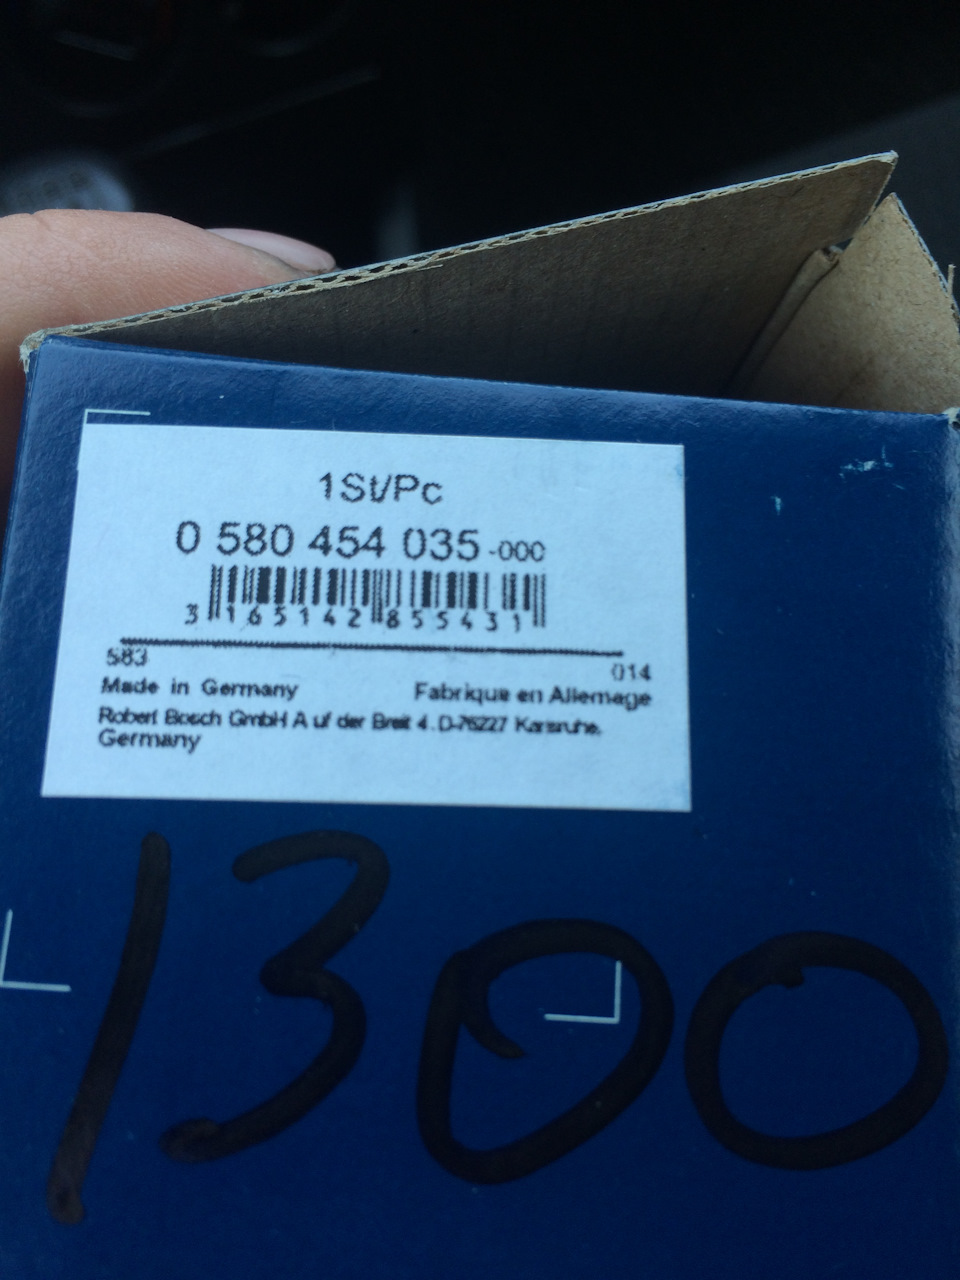 1St/Pc
0 580 454 035-000
3 165142 855431
583
014
Made in Germany Fabrique en Allemage
Robert Bosch GmbH Auf der Breit 4. D-76227 Karlsruhe.
Germany
1300